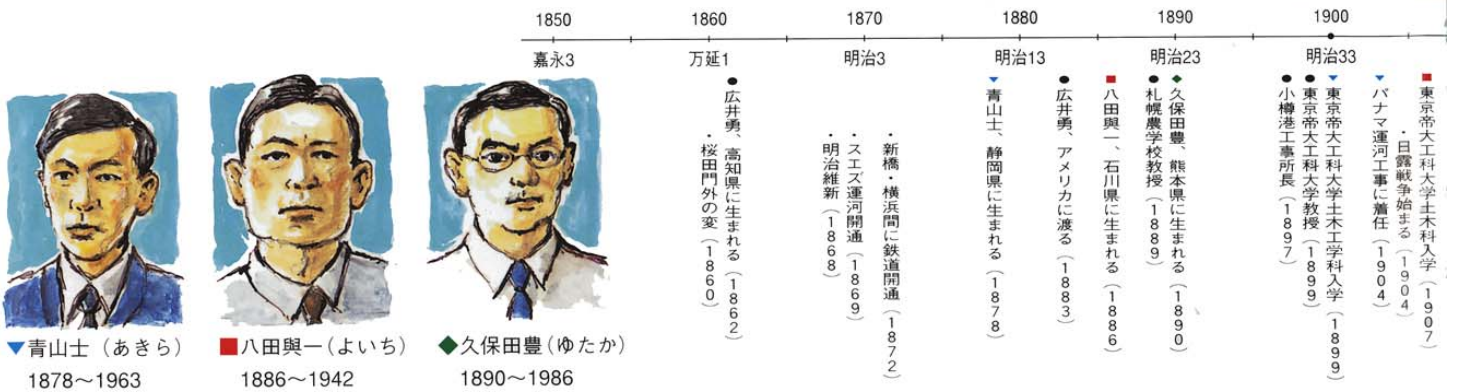 1850 1860 1870 1880 1890 1900
嘉永3 万延1 明治3 明治13 明治23 明治33
▼青山士（あきら）
1878～1963
■八田與一（よいち）
1886～1942
◆久保田豊（ゆたか）
1890～1986
・桜田門外の変（1860）
●広井勇、高知県に生まれる（1862）
・明治維新（1868）
・スエズ運河開通（1869）
・新橋・横浜間に鉄道開通（1872）
▼青山士、静岡県に生まれる（1878）
●広井勇、アメリカに渡る（1883）
■八田與一、石川県に生まれる（1886）
●札幌農学校教授（1889）
◆久保田豊、熊本県に生まれる（1890）
●小樽港工事所長（1897）
●東京帝大工科大学教授（1899）
▼東京帝大工科大学土木工学科入学（1899）
▼パナマ運河工事に着任（1904）
・日露戦争始まる（1904）
■東京帝大工科大学土木科入学（1907）